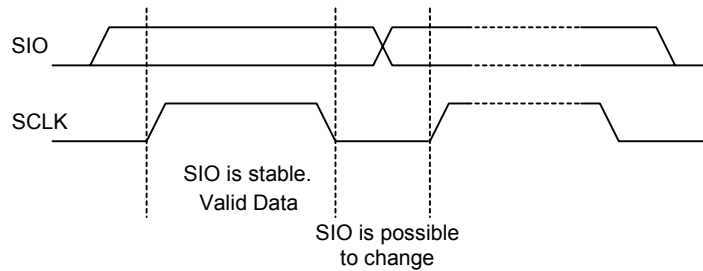 SIO
SCLK
SIO is stable.
Valid Data
SIO is possible
to change